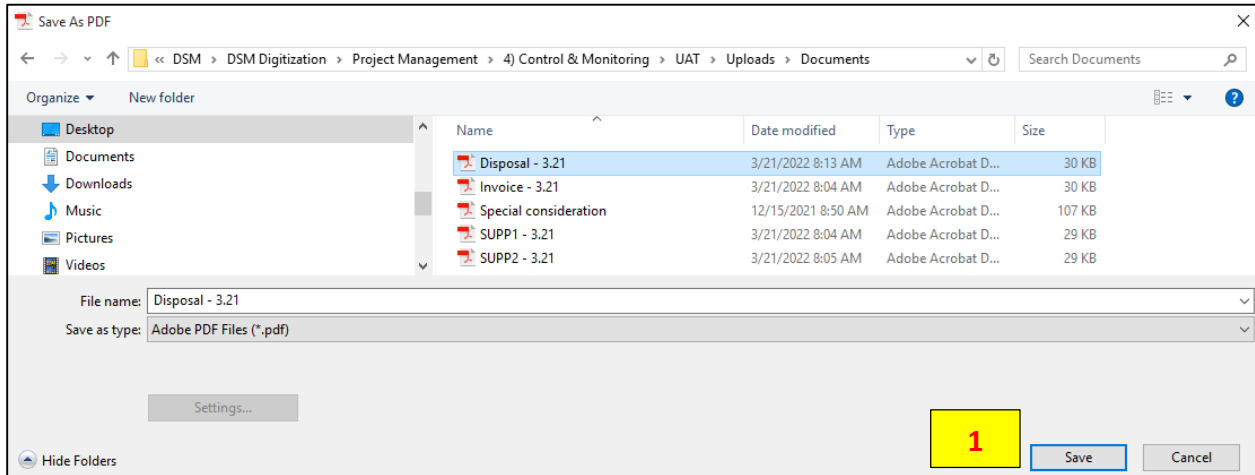 Save As PDF
« DSM > DSM Digitization > Project Management > 4) Control & Monitoring > UAT > Uploads > Documents Search Documents
Organize New folder
Desktop
Documents
Downloads
Music
Pictures
Videos
Name Date modified Type Size
Disposal - 3.21 3/21/2022 8:13 AM Adobe Acrobat D... 30 KB
Invoice - 3.21 3/21/2022 8:04 AM Adobe Acrobat D... 30 KB
Special consideration 12/15/2021 8:50 AM Adobe Acrobat D... 107 KB
SUPP1 - 3.21 3/21/2022 8:04 AM Adobe Acrobat D... 29 KB
SUPP2 - 3.21 3/21/2022 8:05 AM Adobe Acrobat D... 29 KB
File name: Disposal - 3.21
Save as type: Adobe PDF Files (*.pdf)
Settings...
1
Hide Folders Save Cancel